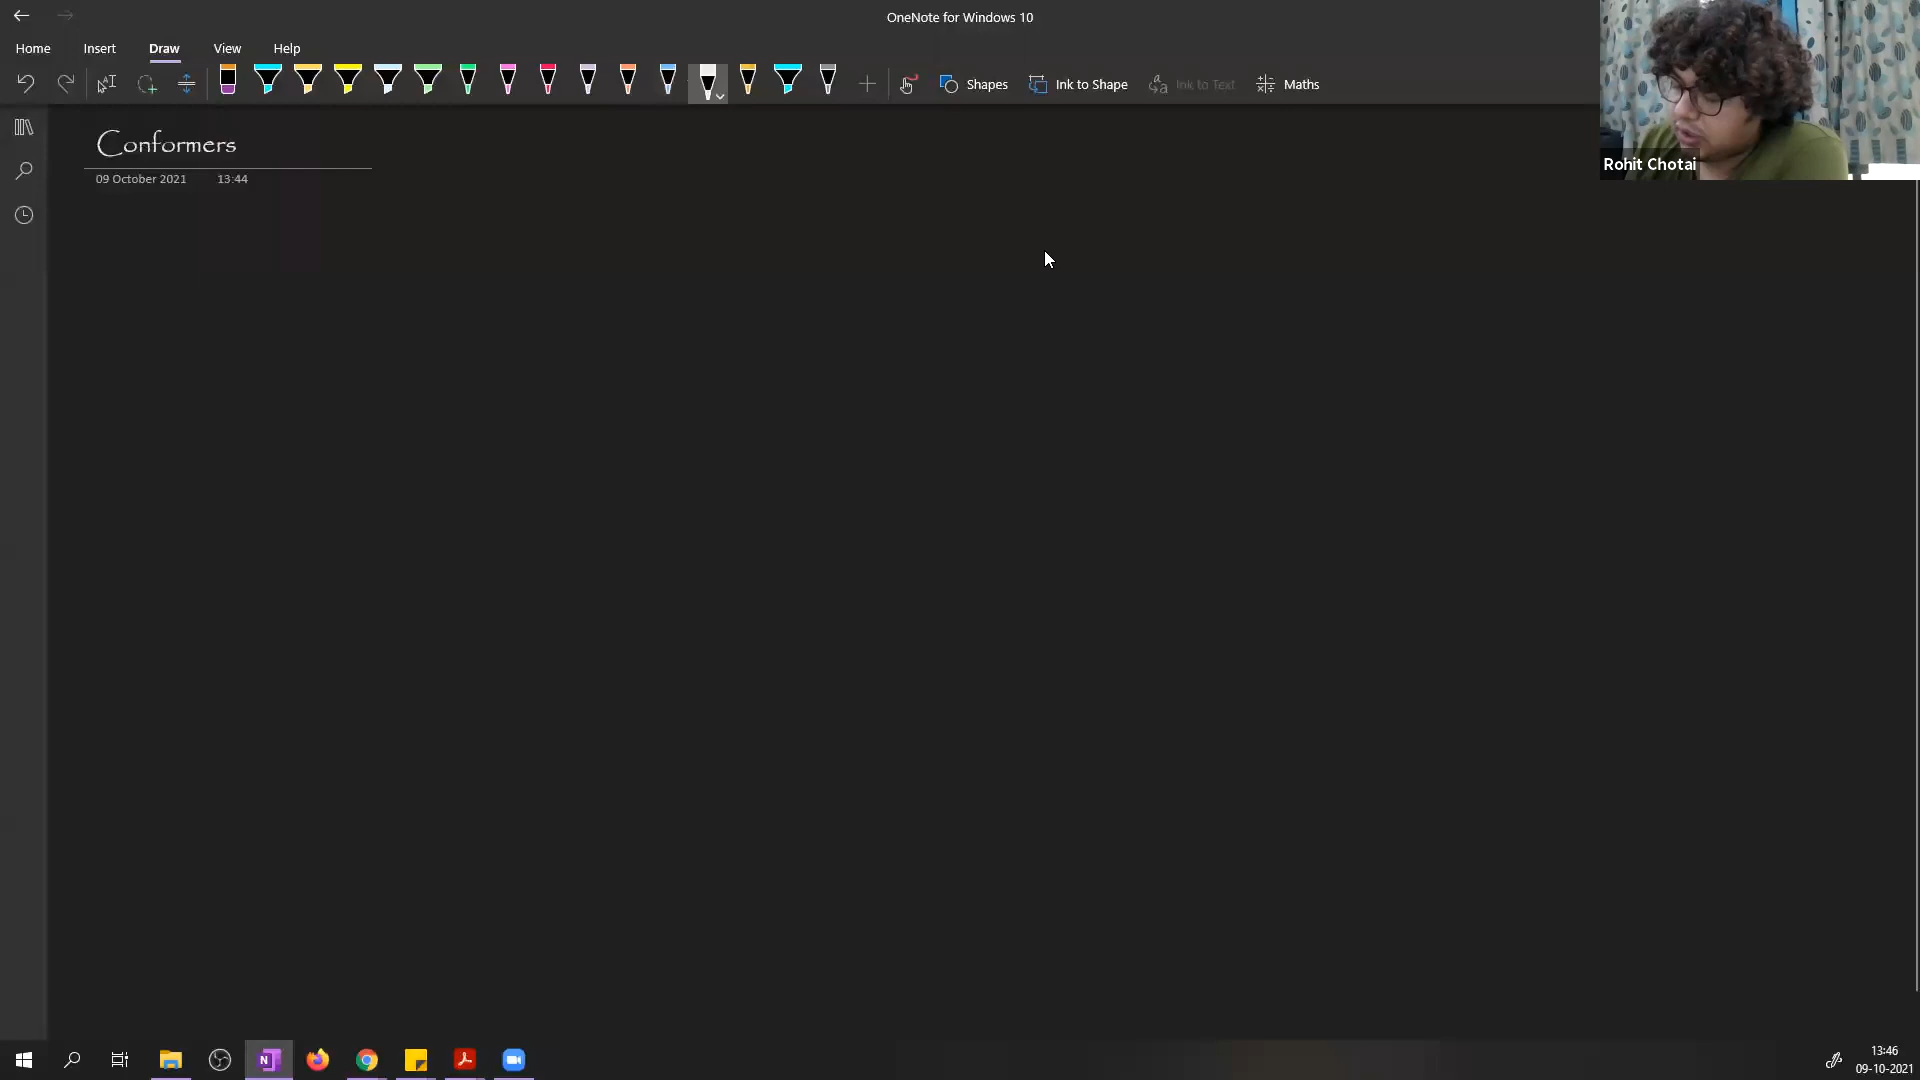 OneNote for Windows 10
Home Insert Draw View Help
Shapes Ink to Shape Ink to Text Maths
Rohit Chotai
Conformers
09 October 2021 13:44
13:46
09-10-2021